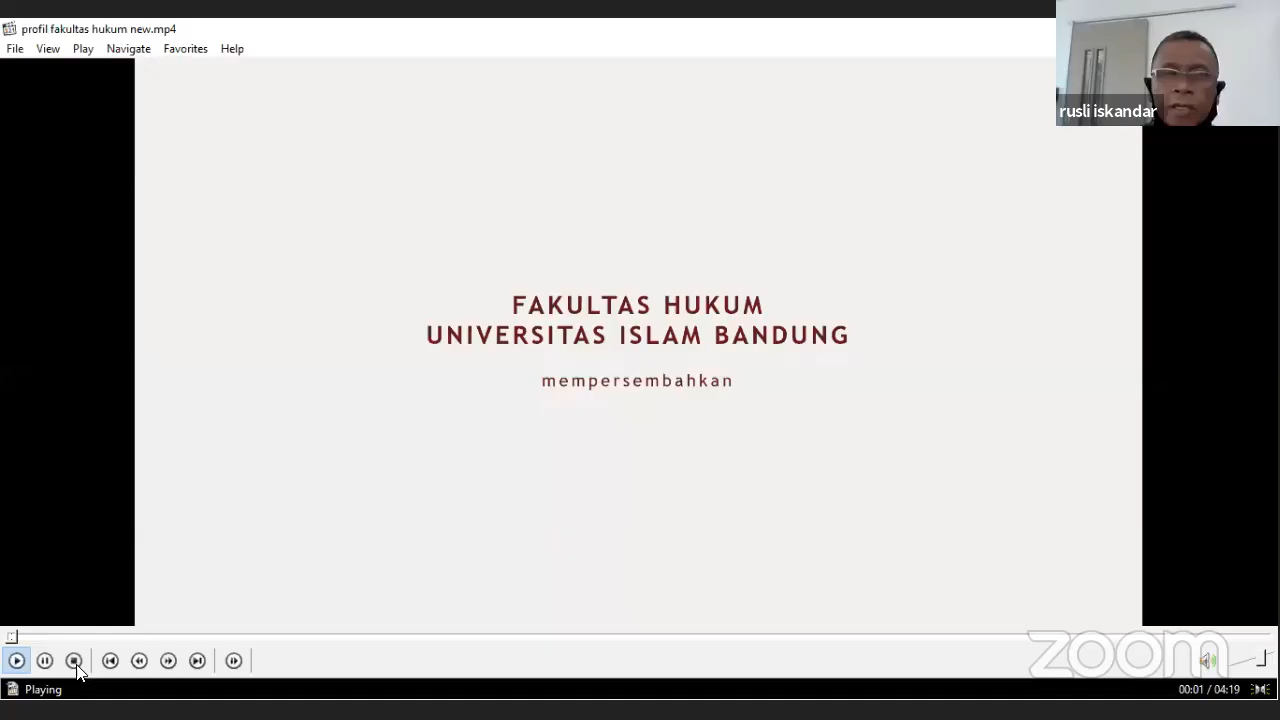 profil fakultas hukum new.mp4
File View Play Navigate Favorites Help
rusli iskandar
FAKULTAS HUKUM
UNIVERSITAS ISLAM BANDUNG
mempersembahkan
zoom
Playing
00:01 / 04:19